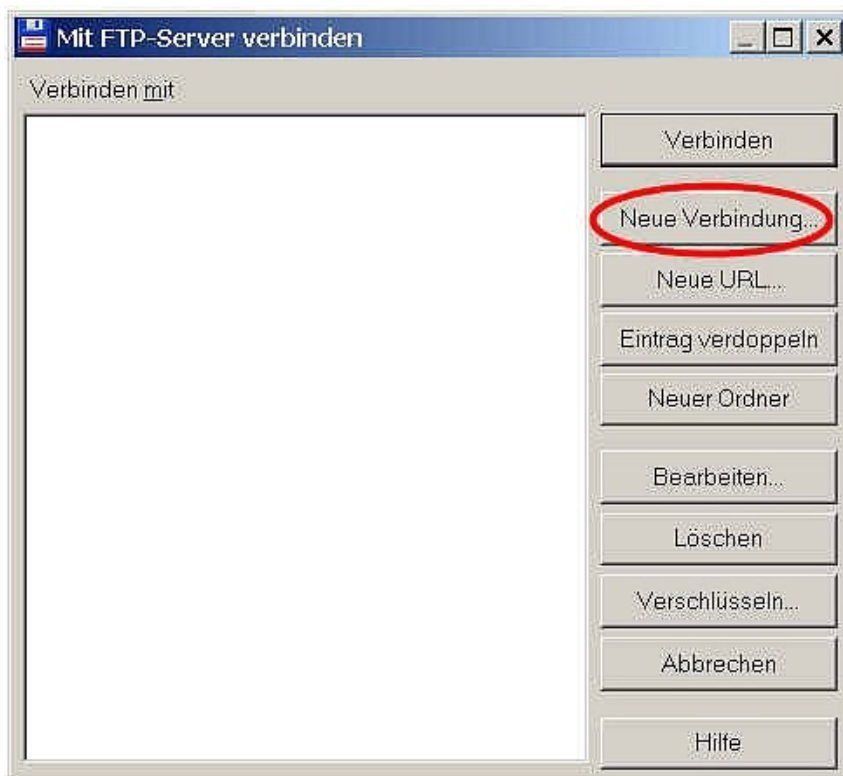 Mit FTP-Server verbinden
Verbinden mit
Verbinden
Neue Verbindung...
Neue URL...
Eintrag verdoppeln
Neuer Ordner
Bearbeiten...
Löschen
Verschlüsseln...
Abbrechen
Hilfe